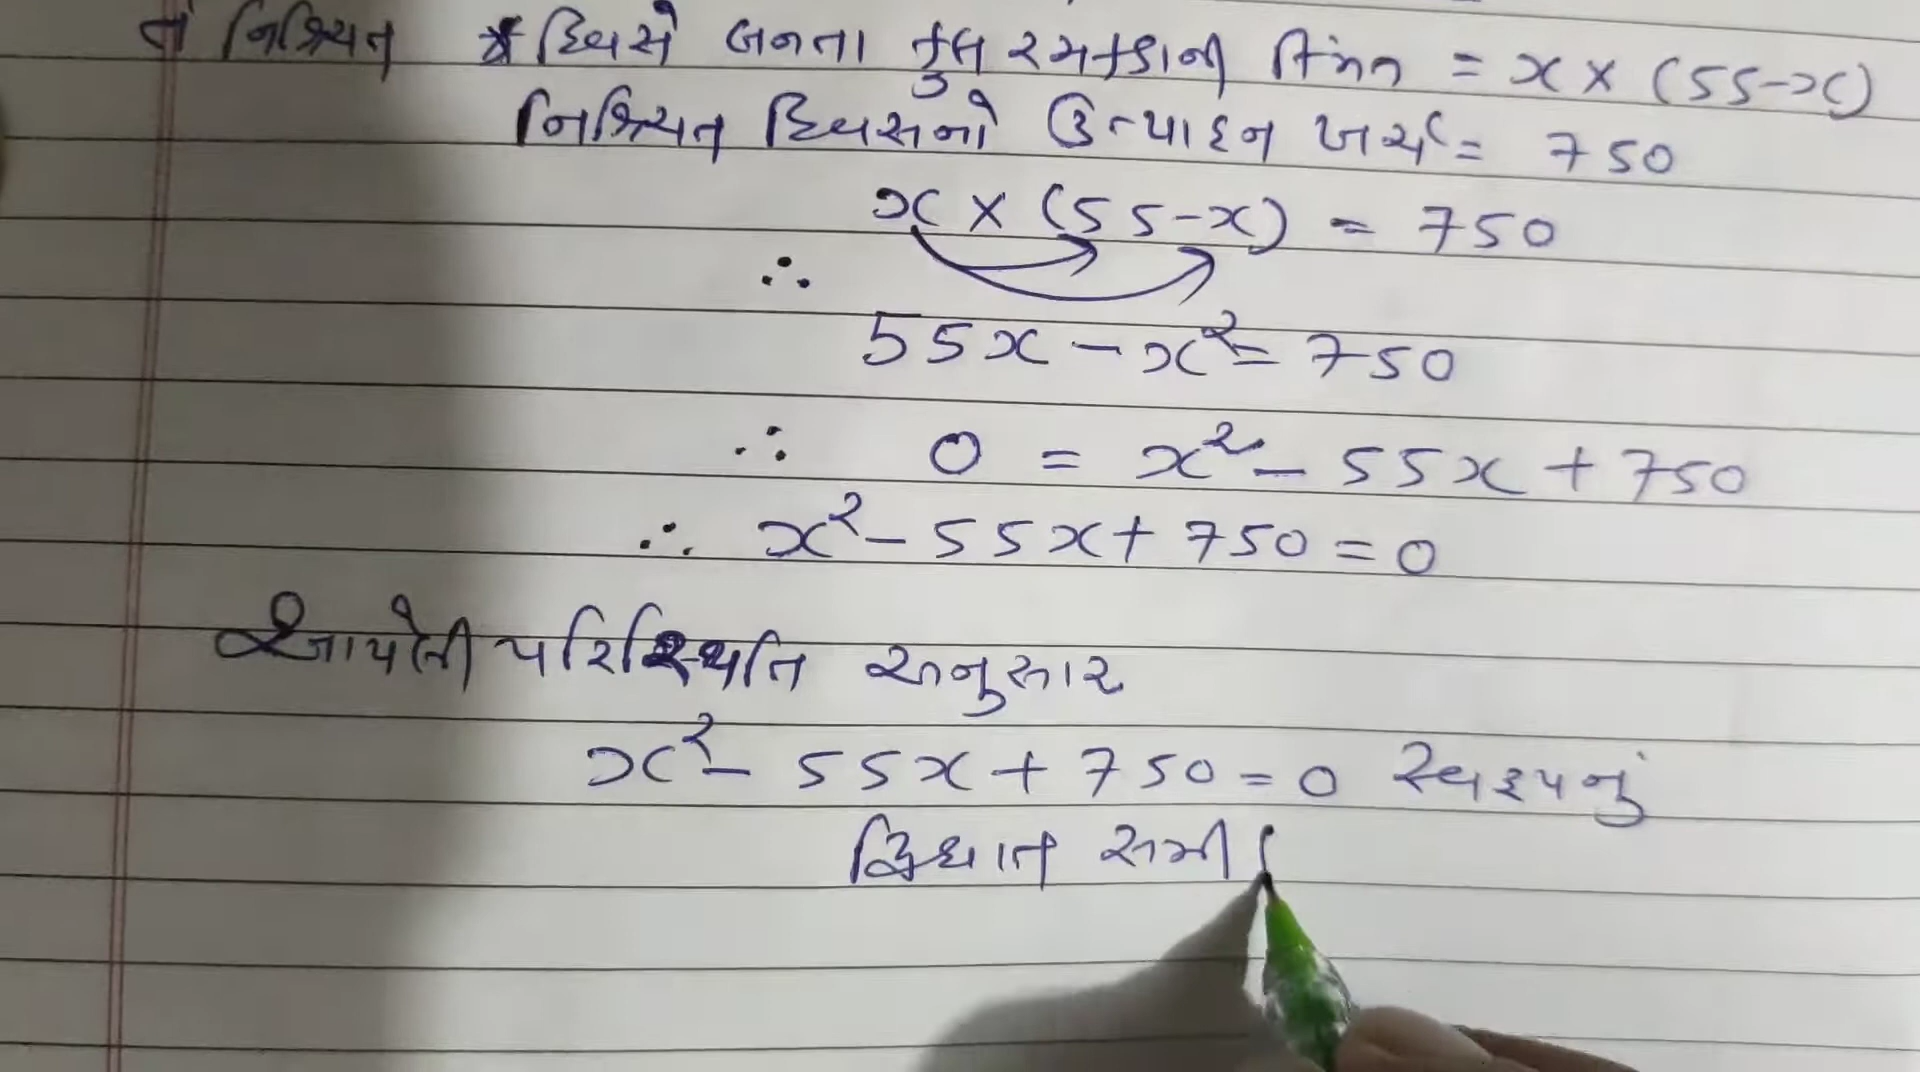 તે નિશ્ચિત દિવસે બનતા કુલ રમકડાંની કિંમત = x × (55-x)
નિશ્ચિત દિવસનો ઉત્પાદન ખર્ચ = 750
x × (55-x) = 750
∴
55x - x² = 750
∴ 0 = x² - 55x + 750
∴ x² - 55x + 750 = 0
આપેલી પરિસ્થિતિ અનુસાર
x² - 55x + 750 = 0 સ્વરૂપનું
દ્વિઘાત સમી